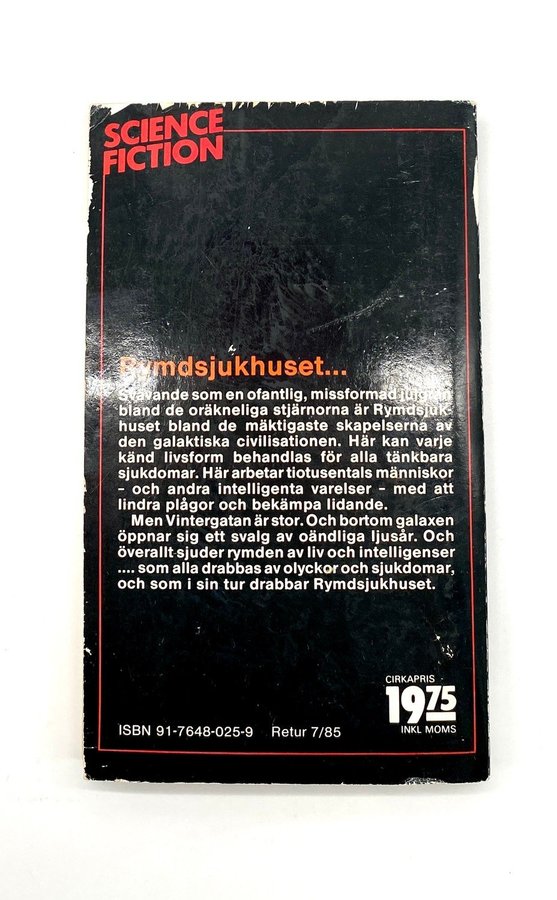 SCIENCE
FICTION
Rymdsjukhuset...
Svävande som en ofantlig, missformad julgran
bland de oräkneliga stjärnorna är Rymdsjuk-
huset bland de mäktigaste skapelserna av
den galaktiska civilisationen. Här kan varje
känd livsform behandlas för alla tänkbara
sjukdomar. Här arbetar tiotusentals människor
– och andra intelligenta varelser – med att
lindra plågor och bekämpa lidande.
Men Vintergatan är stor. Och bortom galaxen
öppnar sig ett svalg av oändliga ljusår. Och
överallt sjuder rymden av liv och intelligenser
.... som alla drabbas av olyckor och sjukdomar,
och som i sin tur drabbar Rymdsjukhuset.
CIRKAPRIS
19 75
INKL MOMS
ISBN 91-7648-025-9 Retur 7/85